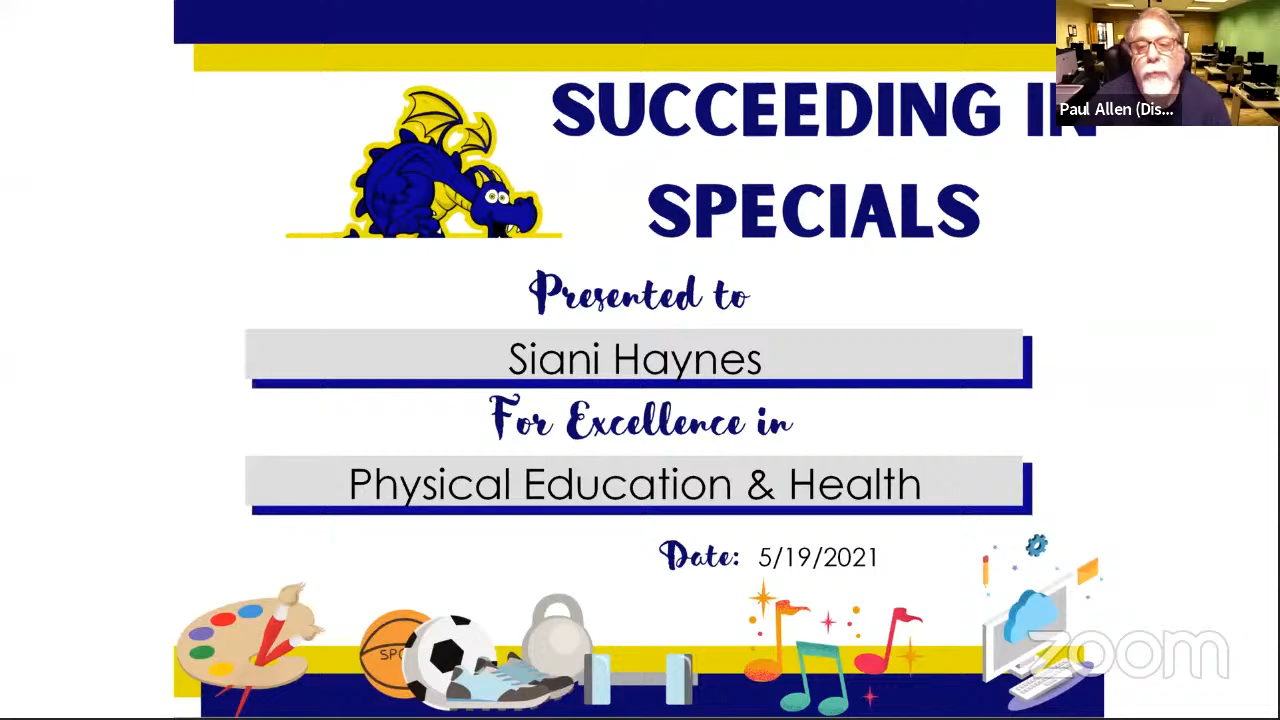 SUCCEEDING IN
SPECIALS
Paul Allen (Dis...
Presented to
Siani Haynes
For Excellence in
Physical Education & Health
Date: 5/19/2021
SPO
zoom